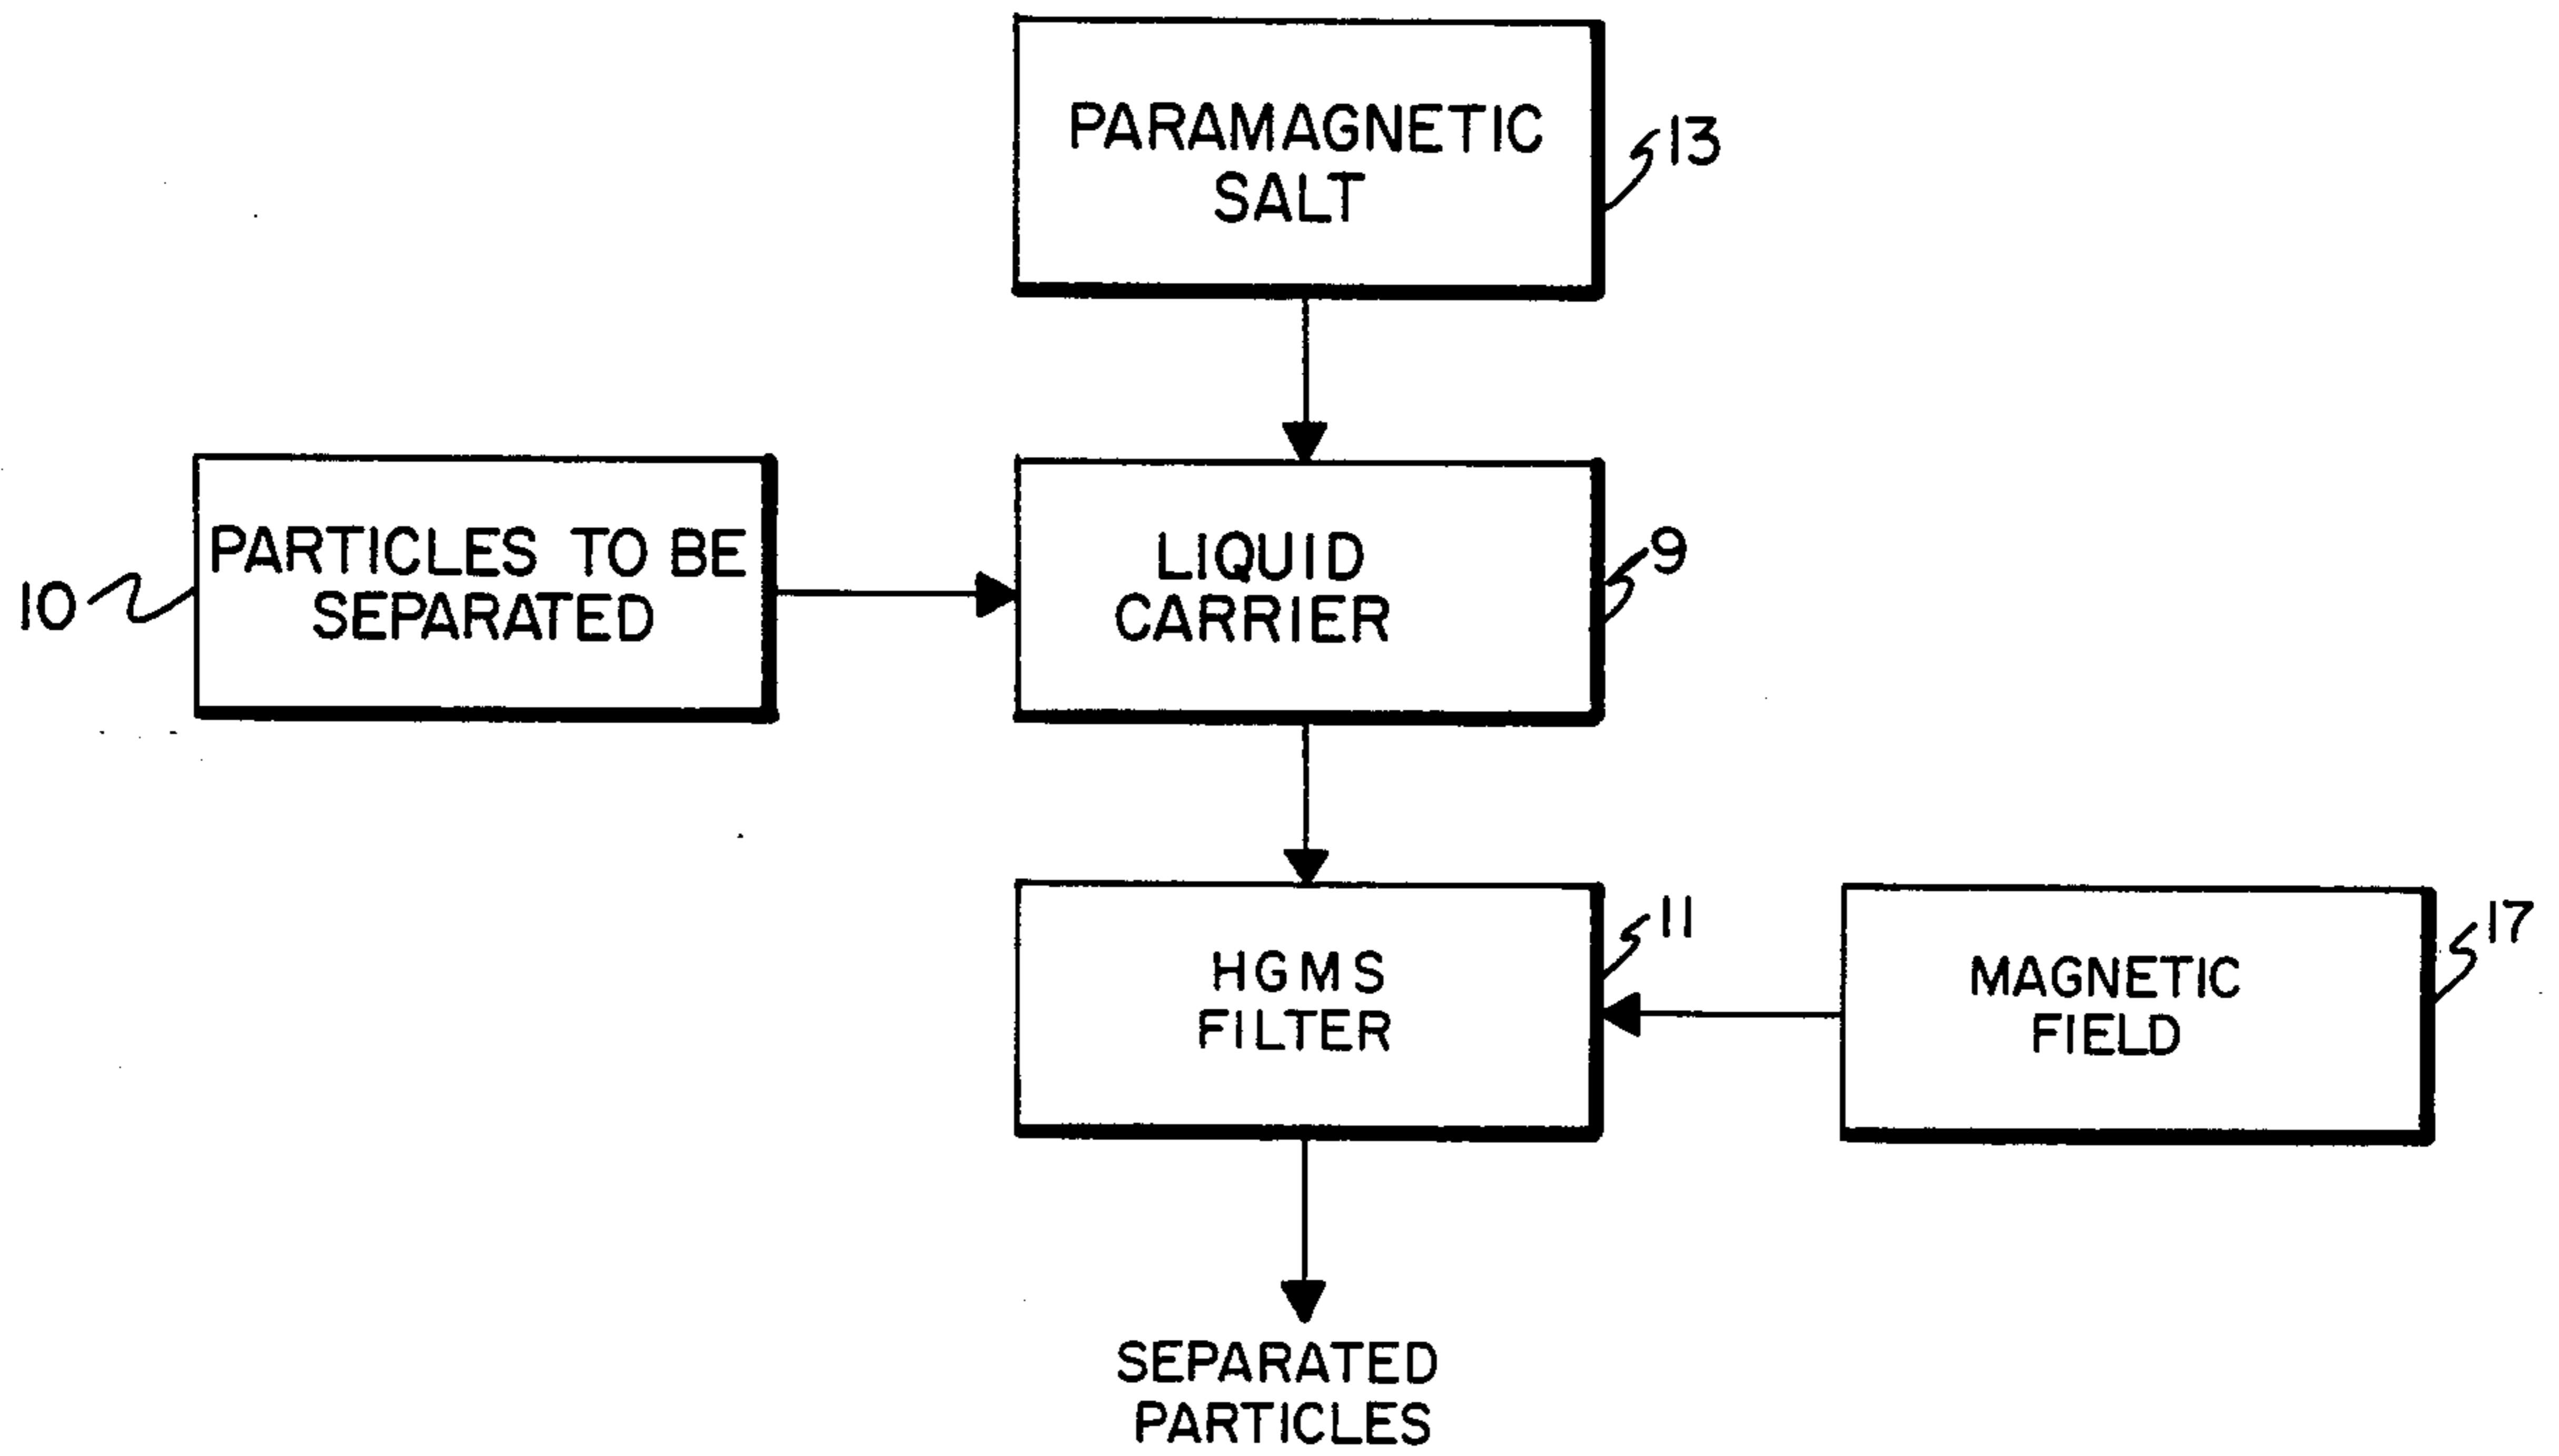 PARAMAGNETIC
SALT
13
PARTICLES TO BE
SEPARATED
10
LIQUID
CARRIER
9
HGMS
FILTER
11
MAGNETIC
FIELD
17
SEPARATED
PARTICLES